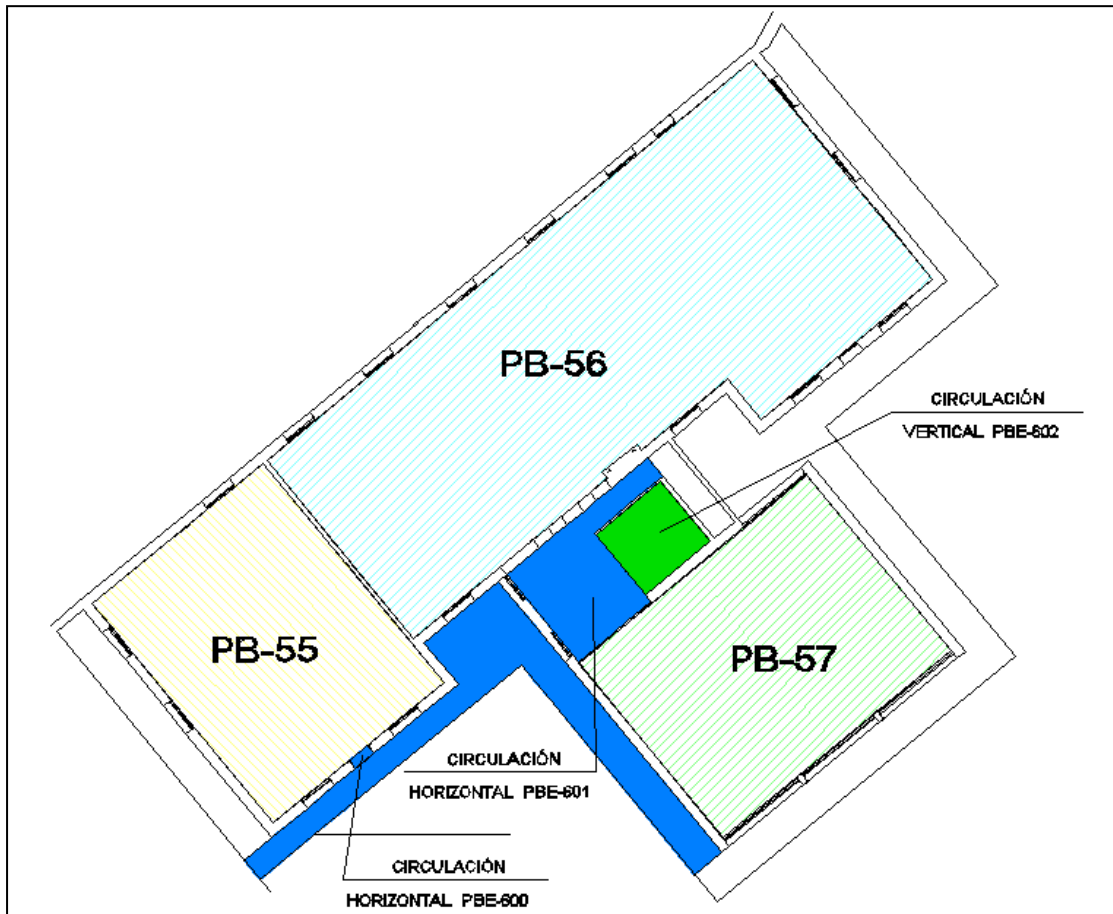 PB-56
CIRCULACIÓN
VERTICAL PBE-602
PB-55
PB-57
CIRCULACIÓN
HORIZONTAL PBE-601
CIRCULACIÓN
HORIZONTAL PBE-600